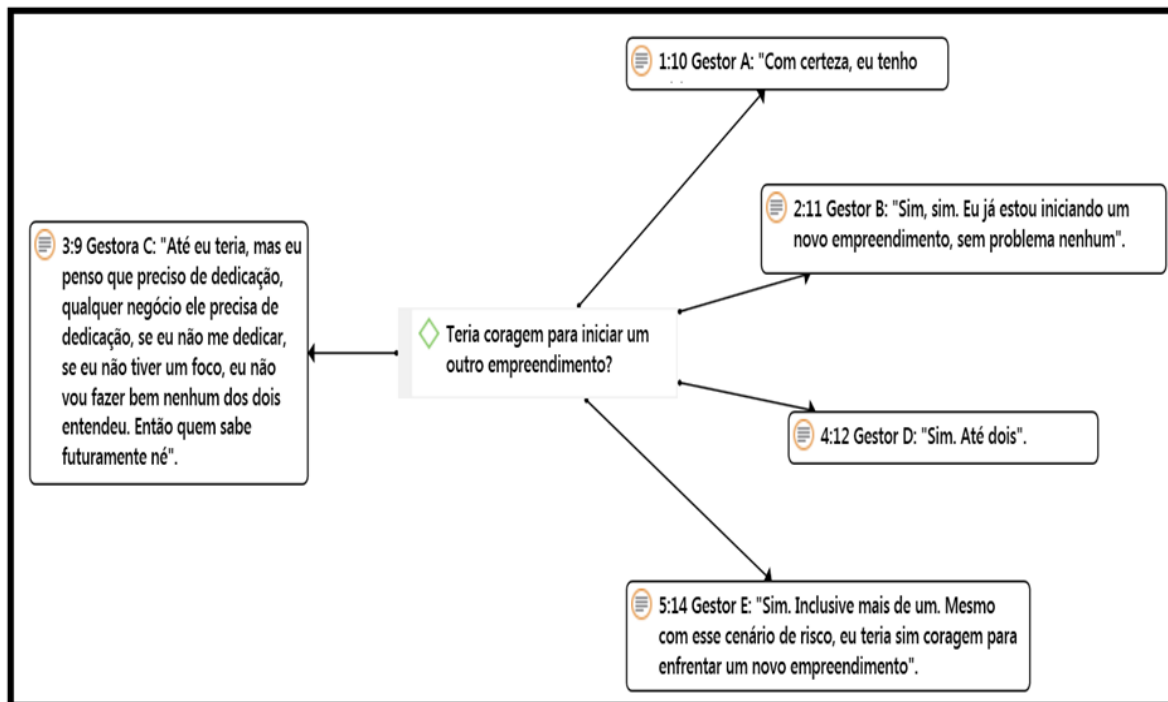 1:10 Gestor A: "Com certeza, eu tenho
2:11 Gestor B: "Sim, sim. Eu já estou iniciando um
novo empreendimento, sem problema nenhum".
3:9 Gestora C: "Até eu teria, mas eu
penso que preciso de dedicação,
qualquer negócio ele precisa de
dedicação, se eu não me dedicar,
se eu não tiver um foco, eu não
vou fazer bem nenhum dos dois
entendeu. Então quem sabe
futuramente né".
Teria coragem para iniciar um
outro empreendimento?
4:12 Gestor D: "Sim. Até dois".
5:14 Gestor E: "Sim. Inclusive mais de um. Mesmo
com esse cenário de risco, eu teria sim coragem para
enfrentar um novo empreendimento".